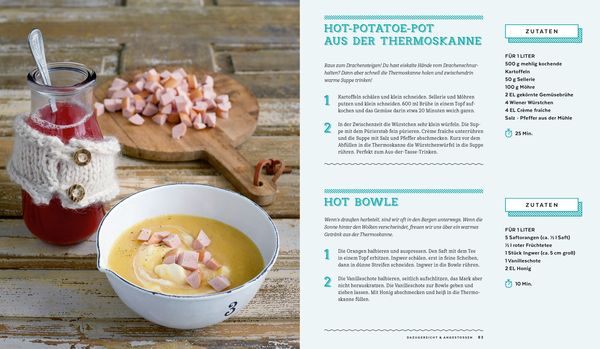 3
HOT-POTATOE-POT
AUS DER THERMOSKANNE
Raus zum Drachensteigen! Du hast eiskalte Hände vom Drachenschnur-
halten? Dann aber schnell die Thermoskanne holen und zwischendrin
warme Suppe trinken!
1 Kartoffeln schälen und klein schneiden. Sellerie und Möhren
putzen und klein schneiden. 600 ml Brühe in einem Topf auf-
kochen und das Gemüse darin etwa 20 Minuten weich garen.
2 In der Zwischenzeit die Würstchen sehr klein würfeln. Die Sup-
pe mit dem Pürierstab fein pürieren. Crème fraîche unterrühren
und die Suppe mit Salz und Pfeffer abschmecken. Kurz vor dem
Abfüllen in die Thermoskanne die Würstchenwürfel in die Suppe
rühren. Perfekt zum Aus-der-Tasse-Trinken.
ZUTATEN
FÜR 1 LITER
500 g mehlig kochende
Kartoffeln
50 g Sellerie
100 g Möhre
2 EL gekörnte Gemüsebrühe
4 Wiener Würstchen
4 EL Crème fraîche
Salz · Pfeffer aus der Mühle
25 Min.
HOT BOWLE
Wenn's draußen herbstelt, sind wir oft in den Bergen unterwegs. Wenn die
Sonne hinter den Wolken verschwindet, freuen wir uns über ein warmes
Getränk aus der Thermoskanne.
1 Die Orangen halbieren und auspressen. Den Saft mit dem Tee
in einem Topf erhitzen. Ingwer schälen, erst in feine Scheiben,
dann in dünne Streifen schneiden. Ingwer in die Bowle rühren.
2 Die Vanilleschote halbieren, seitlich aufschlitzen, das Mark aber
nicht herauskratzen. Die Vanilleschote zur Bowle geben und
ziehen lassen. Mit Honig abschmecken und heiß in die Thermos-
kanne füllen.
ZUTATEN
FÜR 1 LITER
5 Saftorangen (ca. ½ l Saft)
½ l roter Früchtetee
1 Stück Ingwer (ca. 5 cm groß)
1 Vanilleschote
2 EL Honig
10 Min.
DAZUGERSICHT & ANGESTOSSEN 83